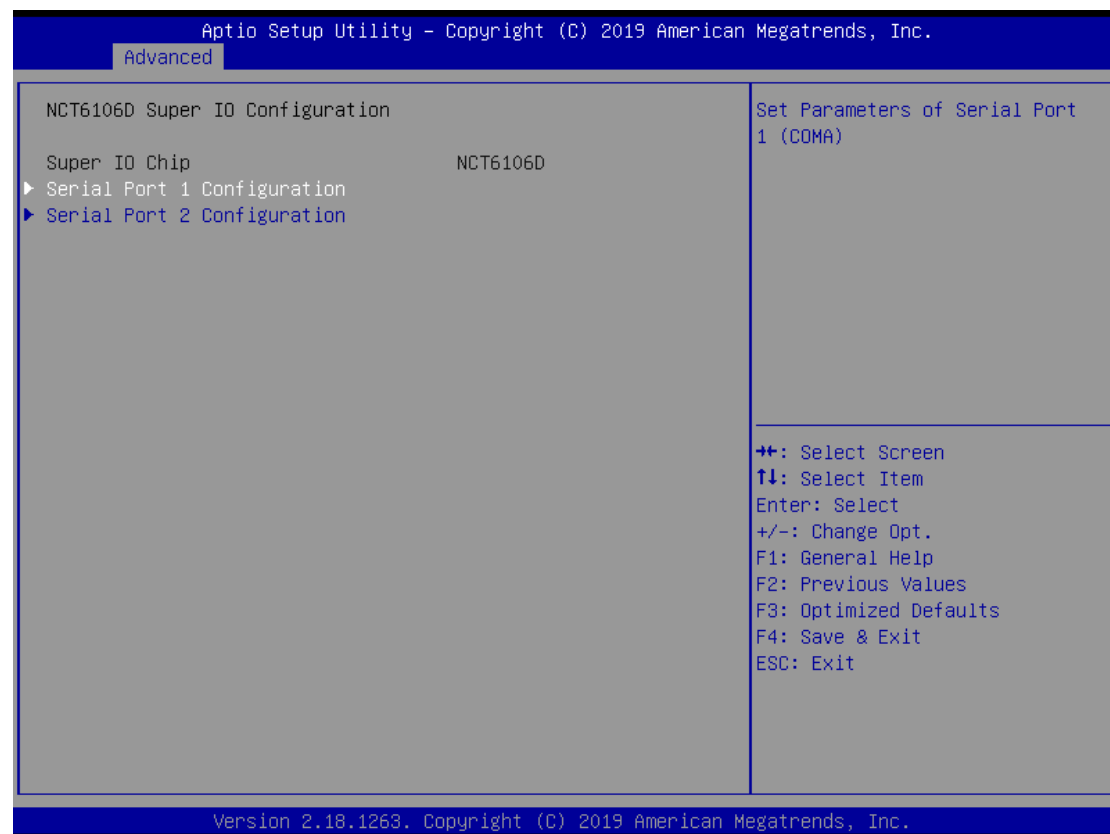 Aptio Setup Utility – Copyright (C) 2019 American Megatrends, Inc.
Advanced
NCT6106D Super IO Configuration
Super IO Chip NCT6106D
▶ Serial Port 1 Configuration
▶ Serial Port 2 Configuration
Set Parameters of Serial Port
1 (COMA)
→←: Select Screen
↑↓: Select Item
Enter: Select
+/-: Change Opt.
F1: General Help
F2: Previous Values
F3: Optimized Defaults
F4: Save & Exit
ESC: Exit
Version 2.18.1263. Copyright (C) 2019 American Megatrends, Inc.